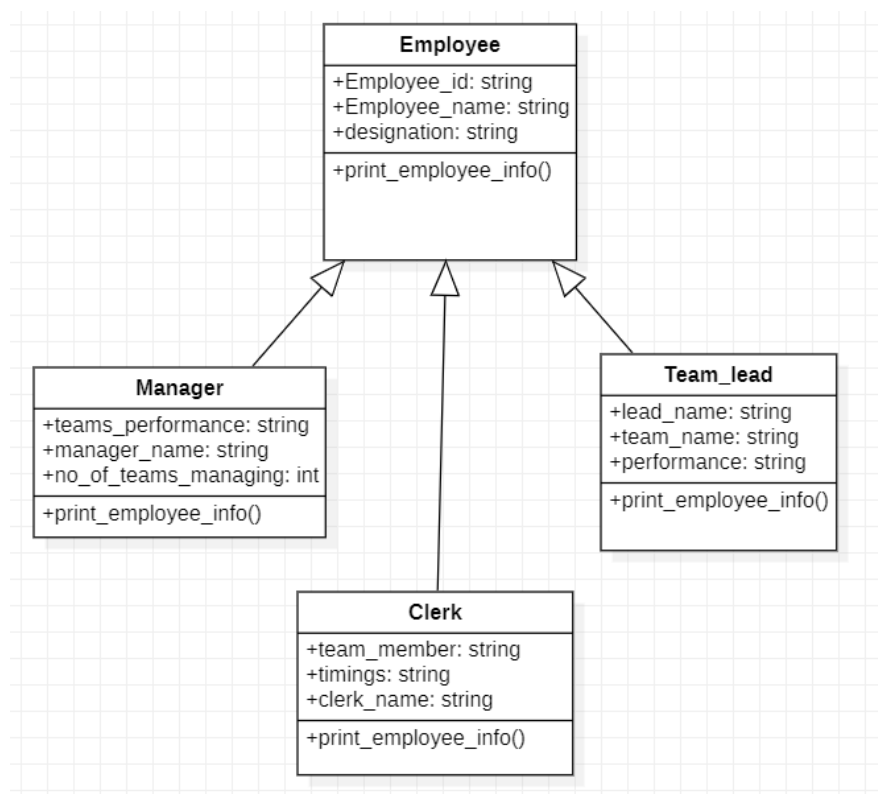 Employee
+Employee_id: string
+Employee_name: string
+designation: string
+print_employee_info()
Manager
+teams_performance: string
+manager_name: string
+no_of_teams_managing: int
+print_employee_info()
Team_lead
+lead_name: string
+team_name: string
+performance: string
+print_employee_info()
Clerk
+team_member: string
+timings: string
+clerk_name: string
+print_employee_info()